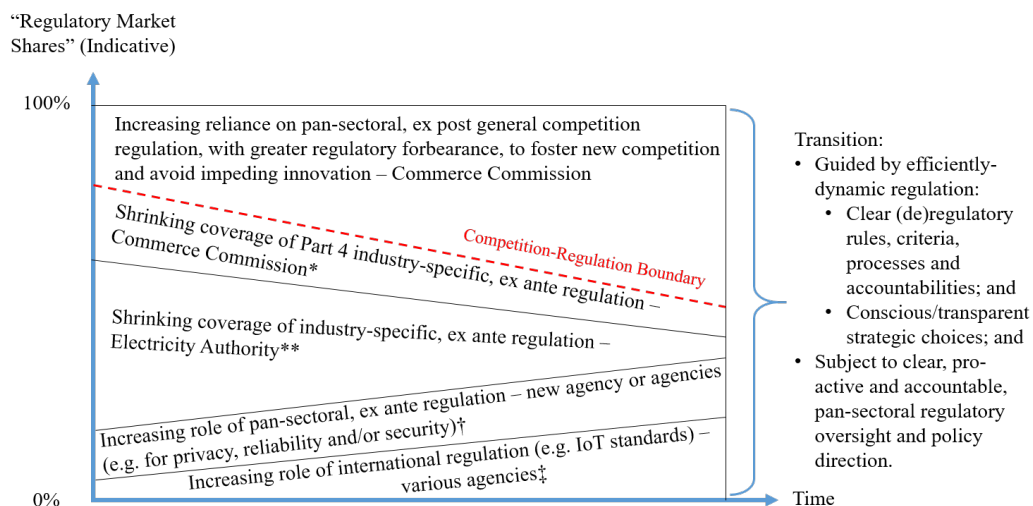 “Regulatory Market
Shares” (Indicative)
100%
Increasing reliance on pan-sectoral, ex post general competition
regulation, with greater regulatory forbearance, to foster new competition
and avoid impeding innovation – Commerce Commission
Competition-Regulation Boundary
Shrinking coverage of Part 4 industry-specific, ex ante regulation –
Commerce Commission*
Shrinking coverage of industry-specific, ex ante regulation –
Electricity Authority**
Increasing role of pan-sectoral, ex ante regulation – new agency or agencies
(e.g. for privacy, reliability and/or security)†
Increasing role of international regulation (e.g. IoT standards) –
various agencies‡
0%
Time
Transition:
• Guided by efficiently-
dynamic regulation:
• Clear (de)regulatory
rules, criteria,
processes and
accountabilities; and
• Conscious/transparent
strategic choices; and
• Subject to clear, pro-
active and accountable,
pan-sectoral regulatory
oversight and policy
direction.